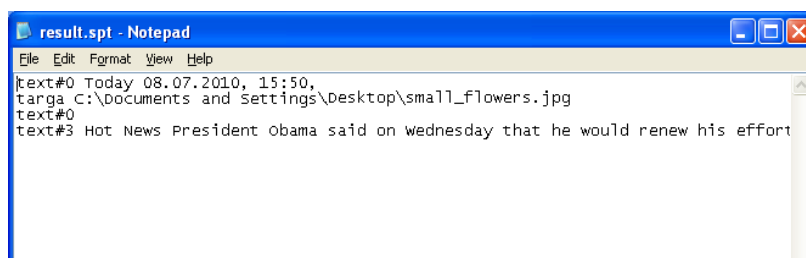 result.spt - Notepad
File Edit Format View Help
text#0 Today 08.07.2010, 15:50,
targa C:\Documents and Settings\Desktop\small_flowers.jpg
text#0
text#3 Hot News President Obama said on Wednesday that he would renew his effort